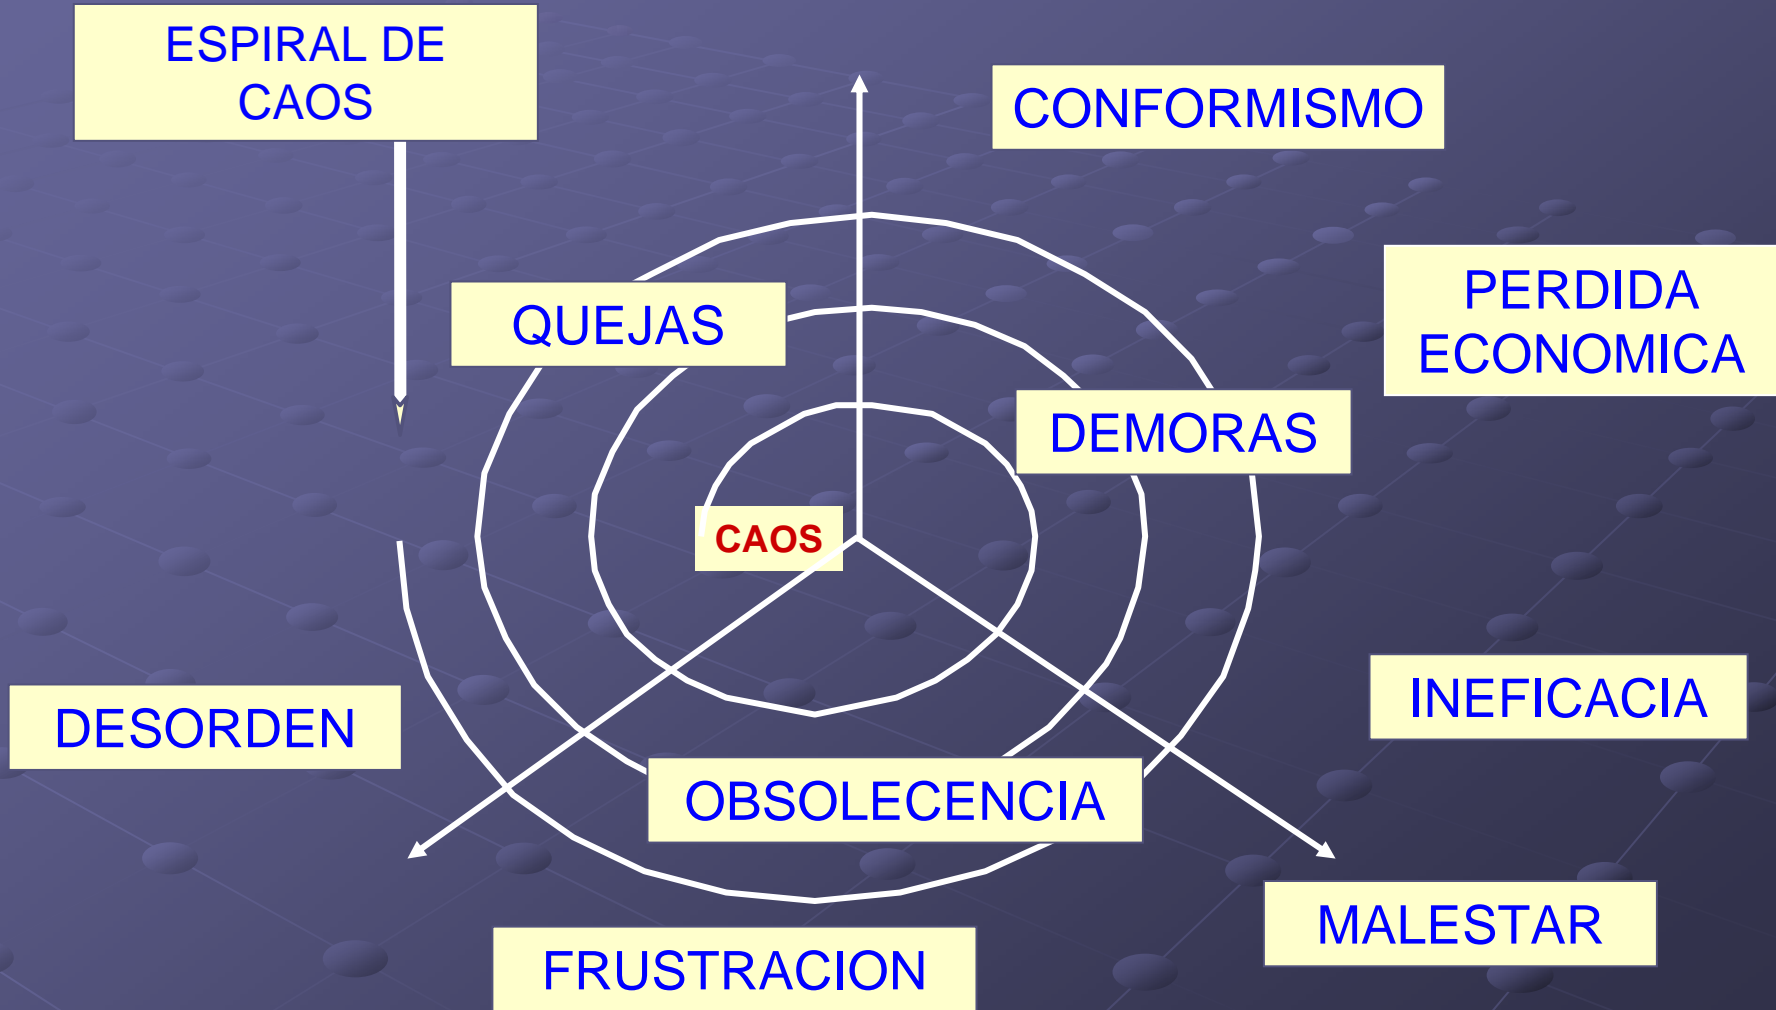 ESPIRAL DE
CAOS
CONFORMISMO
PERDIDA
ECONOMICA
QUEJAS
DEMORAS
CAOS
DESORDEN
INEFICACIA
OBSOLECENCIA
MALESTAR
FRUSTRACION